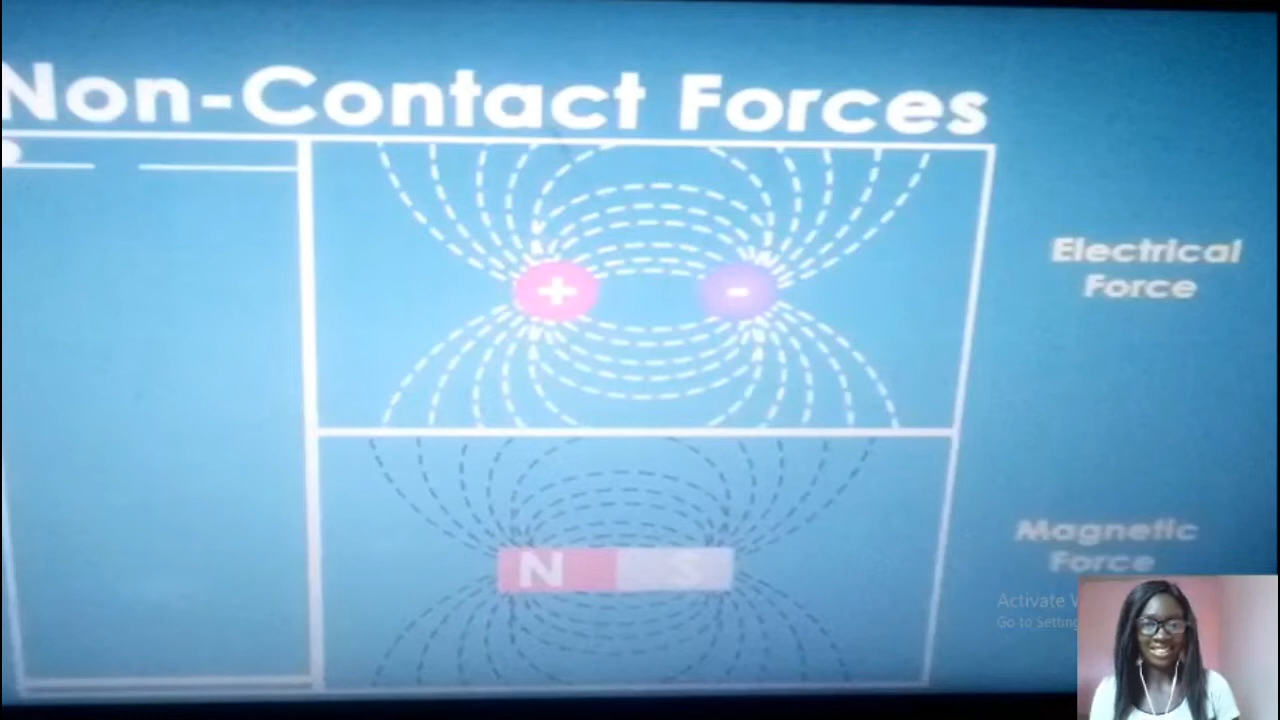 Non-Contact Forces
+
-
Electrical
Force
N S
Magnetic
Force
Activate
Go to Setting